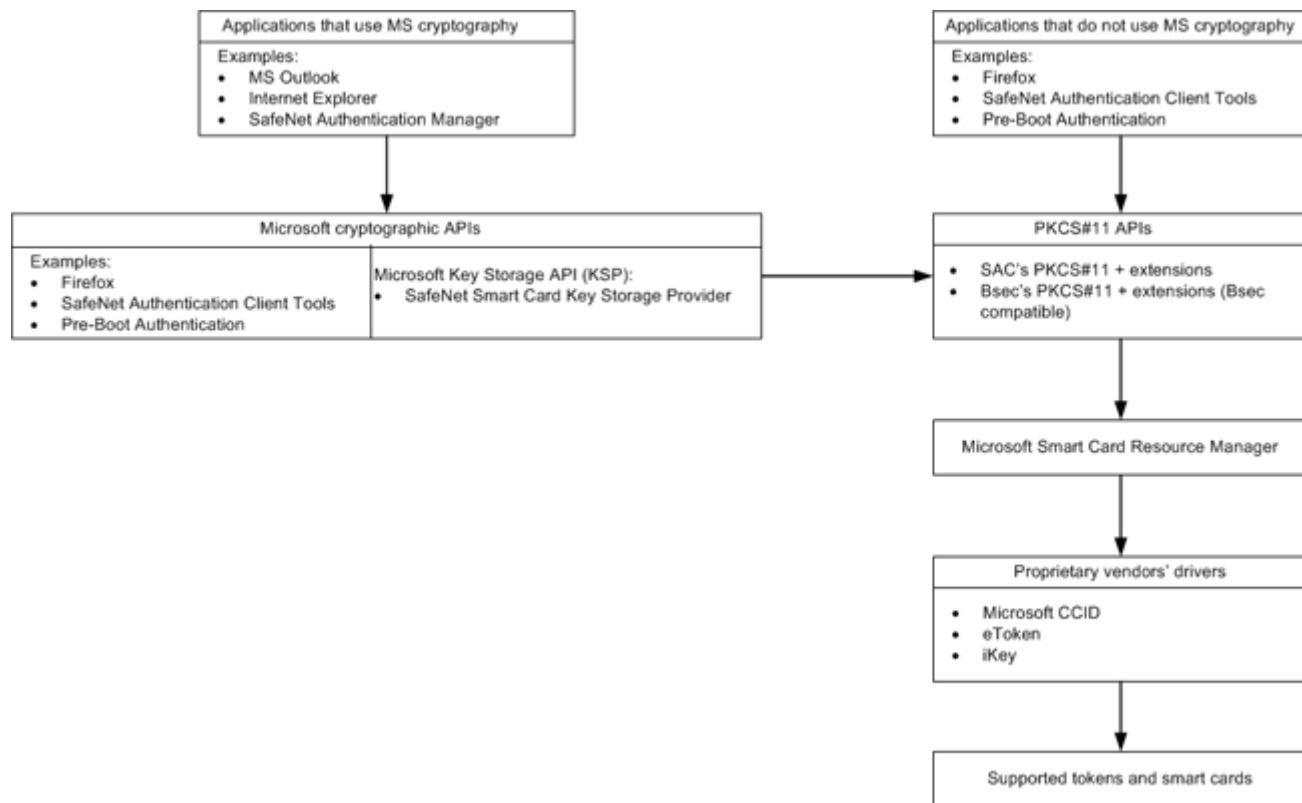 Applications that use MS cryptography
Examples:
• MS Outlook
• Internet Explorer
• SafeNet Authentication Manager
Applications that do not use MS cryptography
Examples:
• Firefox
• SafeNet Authentication Client Tools
• Pre-Boot Authentication
Microsoft cryptographic APIs
Examples:
• Firefox
• SafeNet Authentication Client Tools
• Pre-Boot Authentication
Microsoft Key Storage API (KSP):
• SafeNet Smart Card Key Storage Provider
PKCS#11 APIs
• SAC's PKCS#11 + extensions
• Bsec's PKCS#11 + extensions (Bsec
compatible)
Microsoft Smart Card Resource Manager
Proprietary vendors' drivers
• Microsoft CCID
• eToken
• iKey
Supported tokens and smart cards